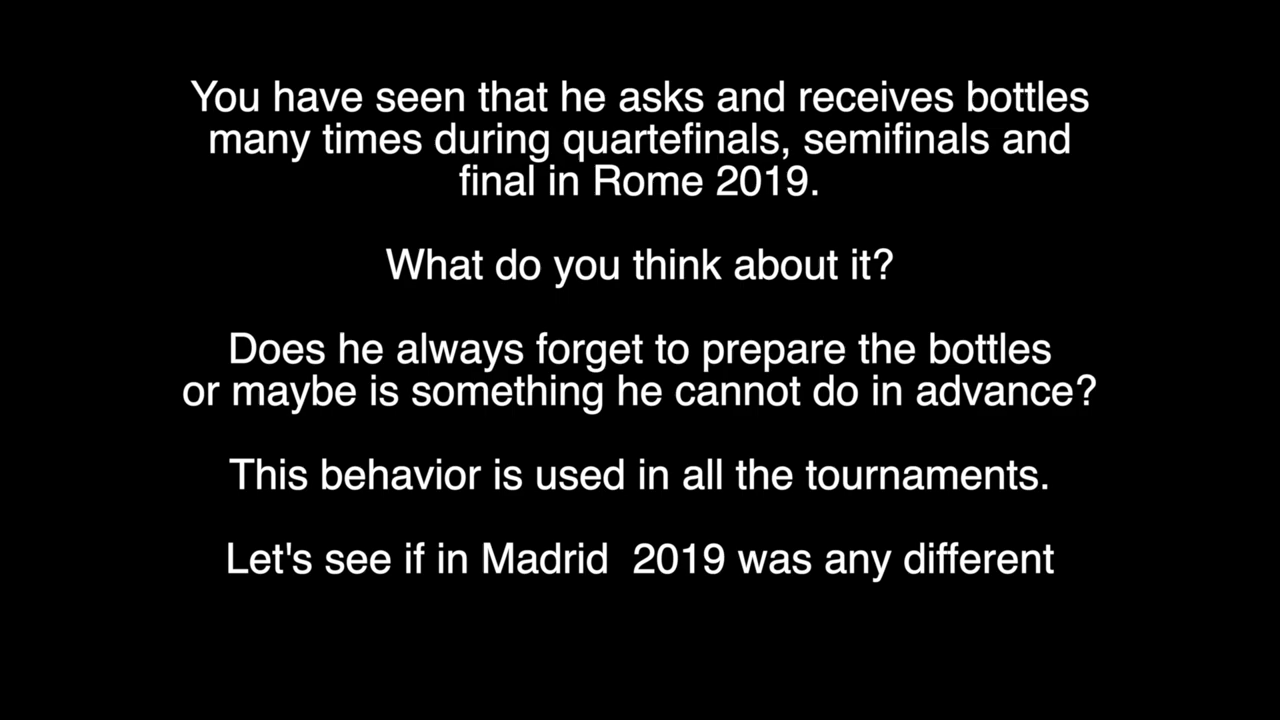 You have seen that he asks and receives bottles
many times during quartefinals, semifinals and
final in Rome 2019.
What do you think about it?
Does he always forget to prepare the bottles
or maybe is something he cannot do in advance?
This behavior is used in all the tournaments.
Let's see if in Madrid  2019 was any different